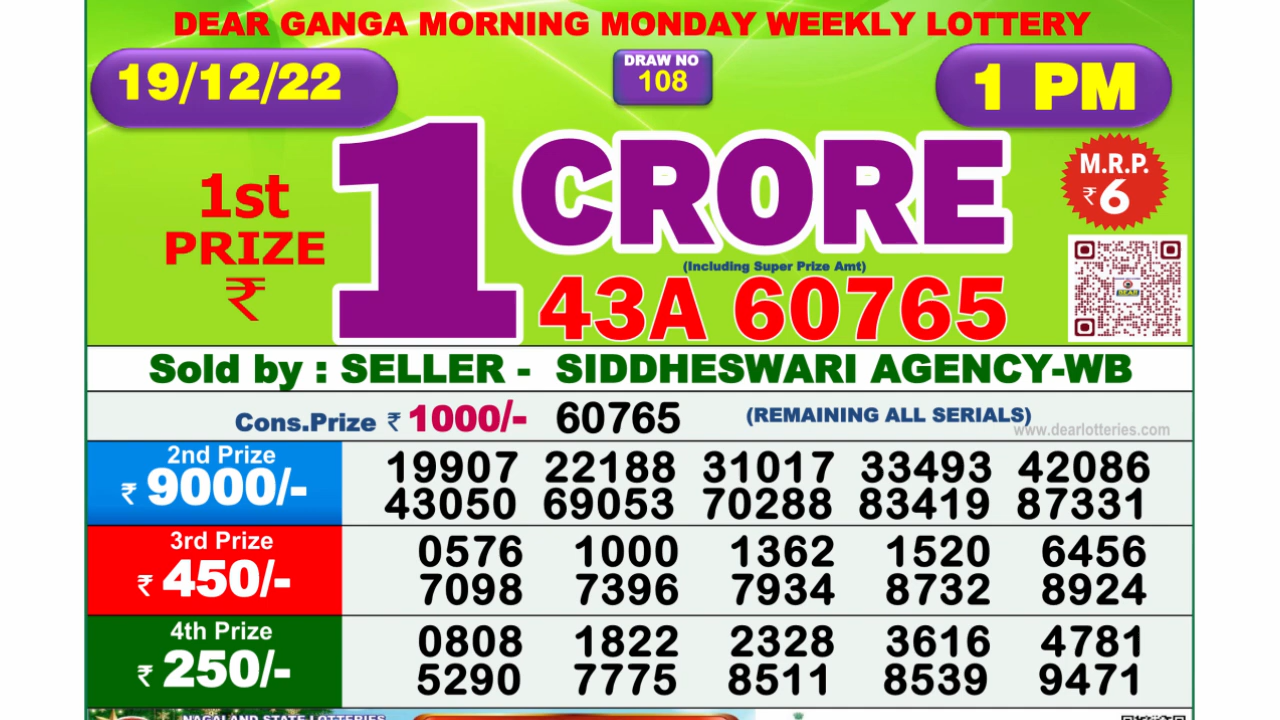 DEAR GANGA MORNING MONDAY WEEKLY LOTTERY
19/12/22
DRAW NO
108
1 PM
1st
PRIZE
₹
1 CRORE
(Including Super Prize Amt)
43A 60765
M.R.P.
₹ 6
DEAR
Sold by : SELLER - SIDDHESWARI AGENCY-WB
Cons.Prize ₹ 1000/- 60765 (REMAINING ALL SERIALS)
www.dearlotteries.com
2nd Prize
₹ 9000/-
19907 22188 31017 33493 42086
43050 69053 70288 83419 87331
3rd Prize
₹ 450/-
0576 1000 1362 1520 6456
7098 7396 7934 8732 8924
4th Prize
₹ 250/-
0808 1822 2328 3616 4781
5290 7775 8511 8539 9471
NAGALAND STATE LOTTERIES